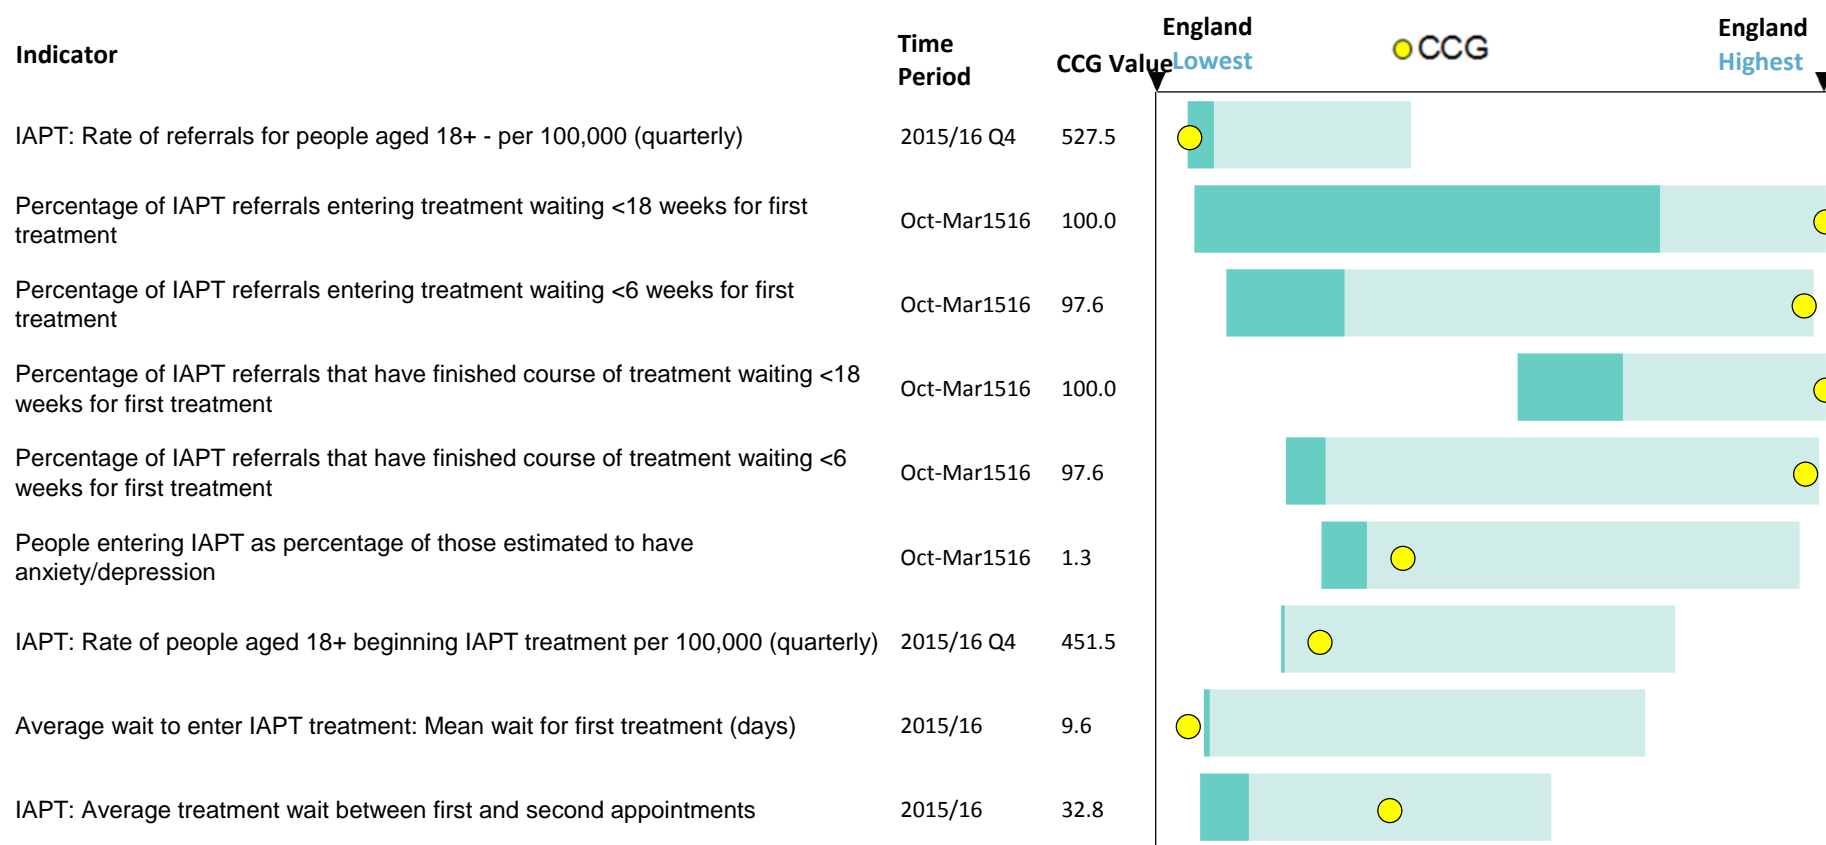 Indicator
Time
Period
CCG Value
England
Lowest
CCG
England
Highest
IAPT: Rate of referrals for people aged 18+ - per 100,000 (quarterly) 2015/16 Q4 527.5
Percentage of IAPT referrals entering treatment waiting <18 weeks for first
treatment
Oct-Mar1516 100.0
Percentage of IAPT referrals entering treatment waiting <6 weeks for first
treatment
Oct-Mar1516 97.6
Percentage of IAPT referrals that have finished course of treatment waiting <18
weeks for first treatment
Oct-Mar1516 100.0
Percentage of IAPT referrals that have finished course of treatment waiting <6
weeks for first treatment
Oct-Mar1516 97.6
People entering IAPT as percentage of those estimated to have
anxiety/depression
Oct-Mar1516 1.3
IAPT: Rate of people aged 18+ beginning IAPT treatment per 100,000 (quarterly) 2015/16 Q4 451.5
Average wait to enter IAPT treatment: Mean wait for first treatment (days) 2015/16 9.6
IAPT: Average treatment wait between first and second appointments 2015/16 32.8